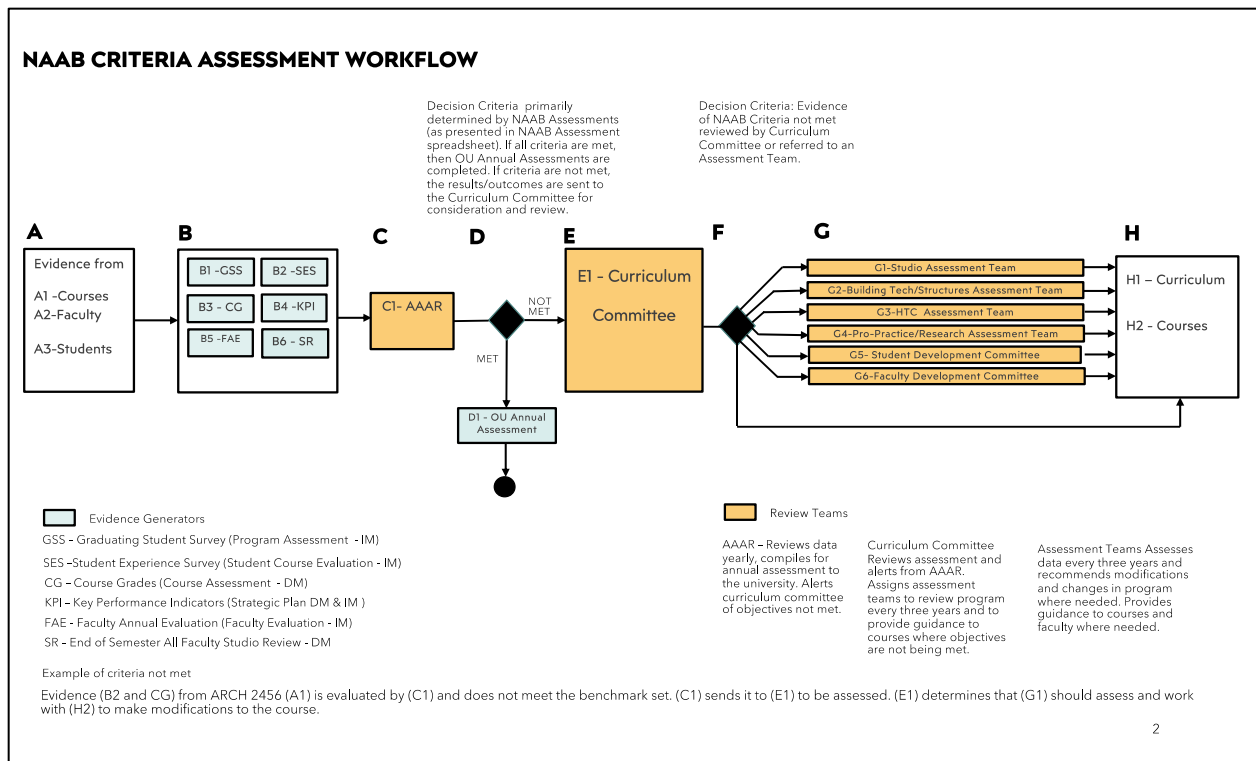 NAAB CRITERIA ASSESSMENT WORKFLOW
Decision Criteria primarily
determined by NAAB Assessments
(as presented in NAAB Assessment
spreadsheet). If all criteria are met,
then OU Annual Assessments are
completed. If criteria are not met,
the results/outcomes are sent to
the Curriculum Committee for
consideration and review.
Decision Criteria: Evidence
of NAAB Criteria not met
reviewed by Curriculum
Committee or referred to an
Assessment Team.
A
Evidence from
A1 -Courses
A2-Faculty
A3-Students
B
B1 -GSS
B2 -SES
B3 - CG
B4 -KPI
B5 -FAE
B6 - SR
C
C1- AAAR
D
NOT
MET
MET
D1 - OU Annual
Assessment
E
E1 - Curriculum
Committee
F
G
G1-Studio Assessment Team
G2-Building Tech/Structures Assessment Team
G3-HTC Assessment Team
G4-Pro-Practice/Research Assessment Team
G5- Student Development Committee
G6-Faculty Development Committee
H
H1 – Curriculum
H2 - Courses
Evidence Generators
GSS – Graduating Student Survey (Program Assessment - IM)
SES –Student Experience Survey (Student Course Evaluation - IM)
CG – Course Grades (Course Assessment - DM)
KPI – Key Performance Indicators (Strategic Plan DM & IM )
FAE – Faculty Annual Evaluation (Faculty Evaluation - IM)
SR – End of Semester All Faculty Studio Review - DM
Review Teams
AAAR – Reviews data
yearly, compiles for
annual assessment to
the university. Alerts
curriculum committee
of objectives not met.
Curriculum Committee
Reviews assessment and
alerts from AAAR.
Assigns assessment
teams to review program
every three years and to
provide guidance to
courses where objectives
are not being met.
Assessment Teams Assesses
data every three years and
recommends modifications
and changes in program
where needed. Provides
guidance to courses and
faculty where needed.
Example of criteria not met
Evidence (B2 and CG) from ARCH 2456 (A1) is evaluated by (C1) and does not meet the benchmark set. (C1) sends it to (E1) to be assessed. (E1) determines that (G1) should assess and work
with (H2) to make modifications to the course.
2